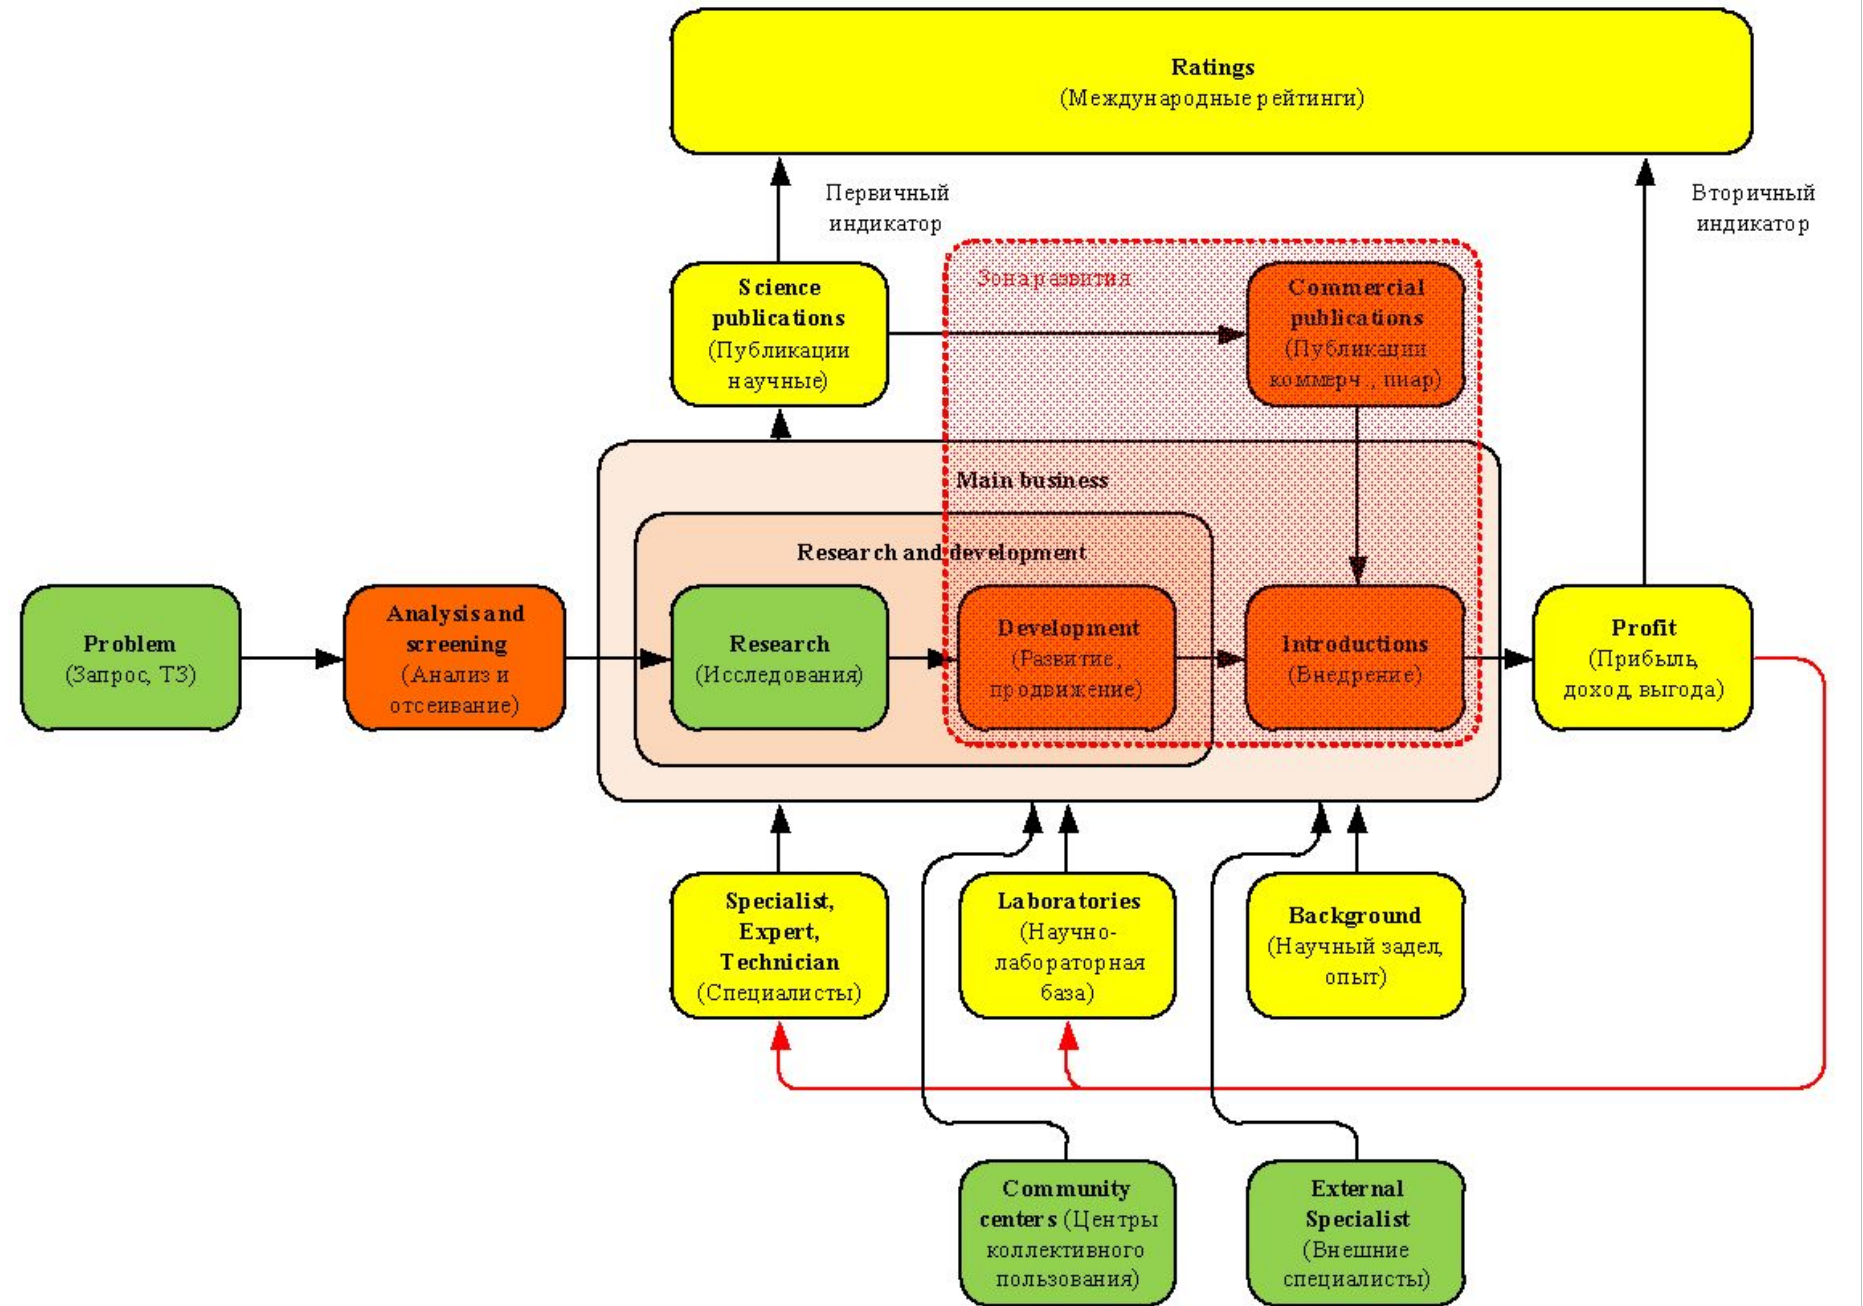 Ratings
(Международные рейтинги)
Первичный
индикатор
Вторичный
индикатор
Science
publications
(Публикации
научные)
Зона развития
Commercial
publications
(Публикации
коммерч., пиар)
Main business
Research and development
Problem
(Запрос, ТЗ)
Analysis and
screening
(Анализ и
отсеивание)
Research
(Исследования)
Development
(Развитие,
продвижение)
Introductions
(Внедрение)
Profit
(Прибыль,
доход, выгода)
Specialist,
Expert,
Technician
(Специалисты)
Laboratories
(Научно-
лабораторная
база)
Background
(Научный задел,
опыт)
Community
centers (Центры
коллективного
пользования)
External
Specialist
(Внешние
специалисты)